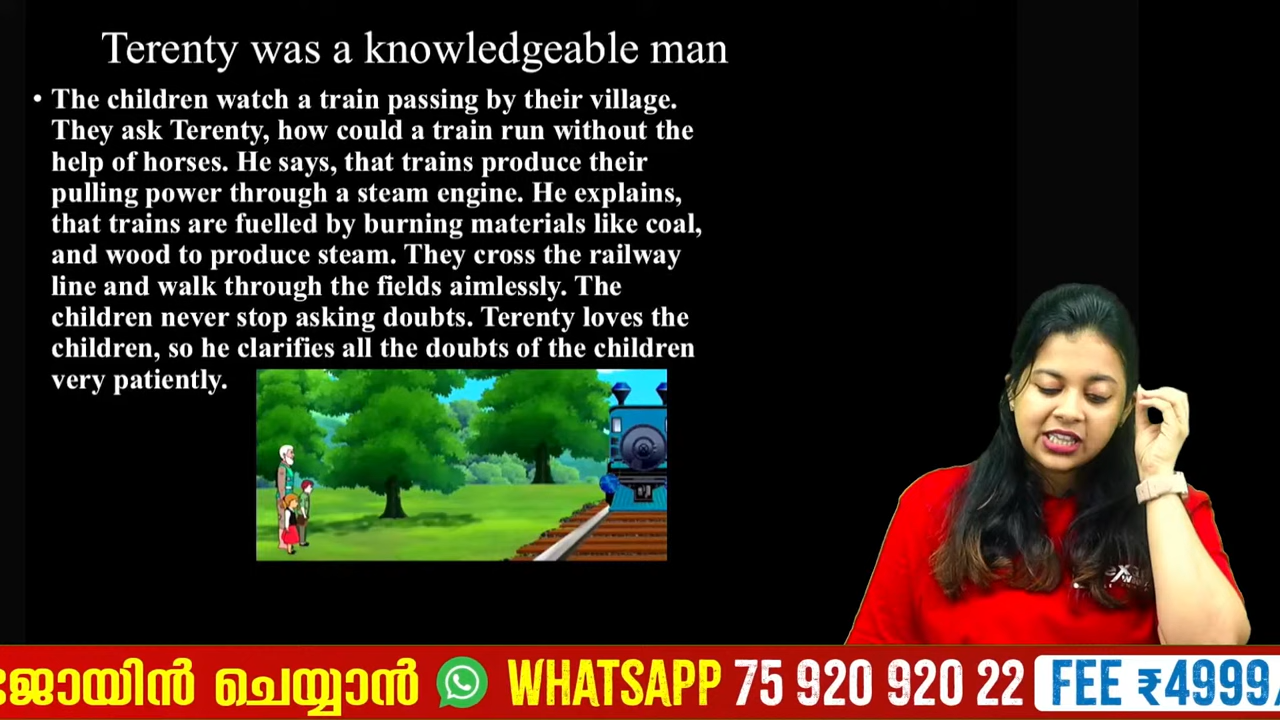 Terenty was a knowledgeable man
• The children watch a train passing by their village.
They ask Terenty, how could a train run without the
help of horses. He says, that trains produce their
pulling power through a steam engine. He explains,
that trains are fuelled by burning materials like coal,
and wood to produce steam. They cross the railway
line and walk through the fields aimlessly. The
children never stop asking doubts. Terenty loves the
children, so he clarifies all the doubts of the children
very patiently.
ജോയിൻ ചെയ്യാൻ WHATSAPP 75 920 920 22 FEE ₹4999/